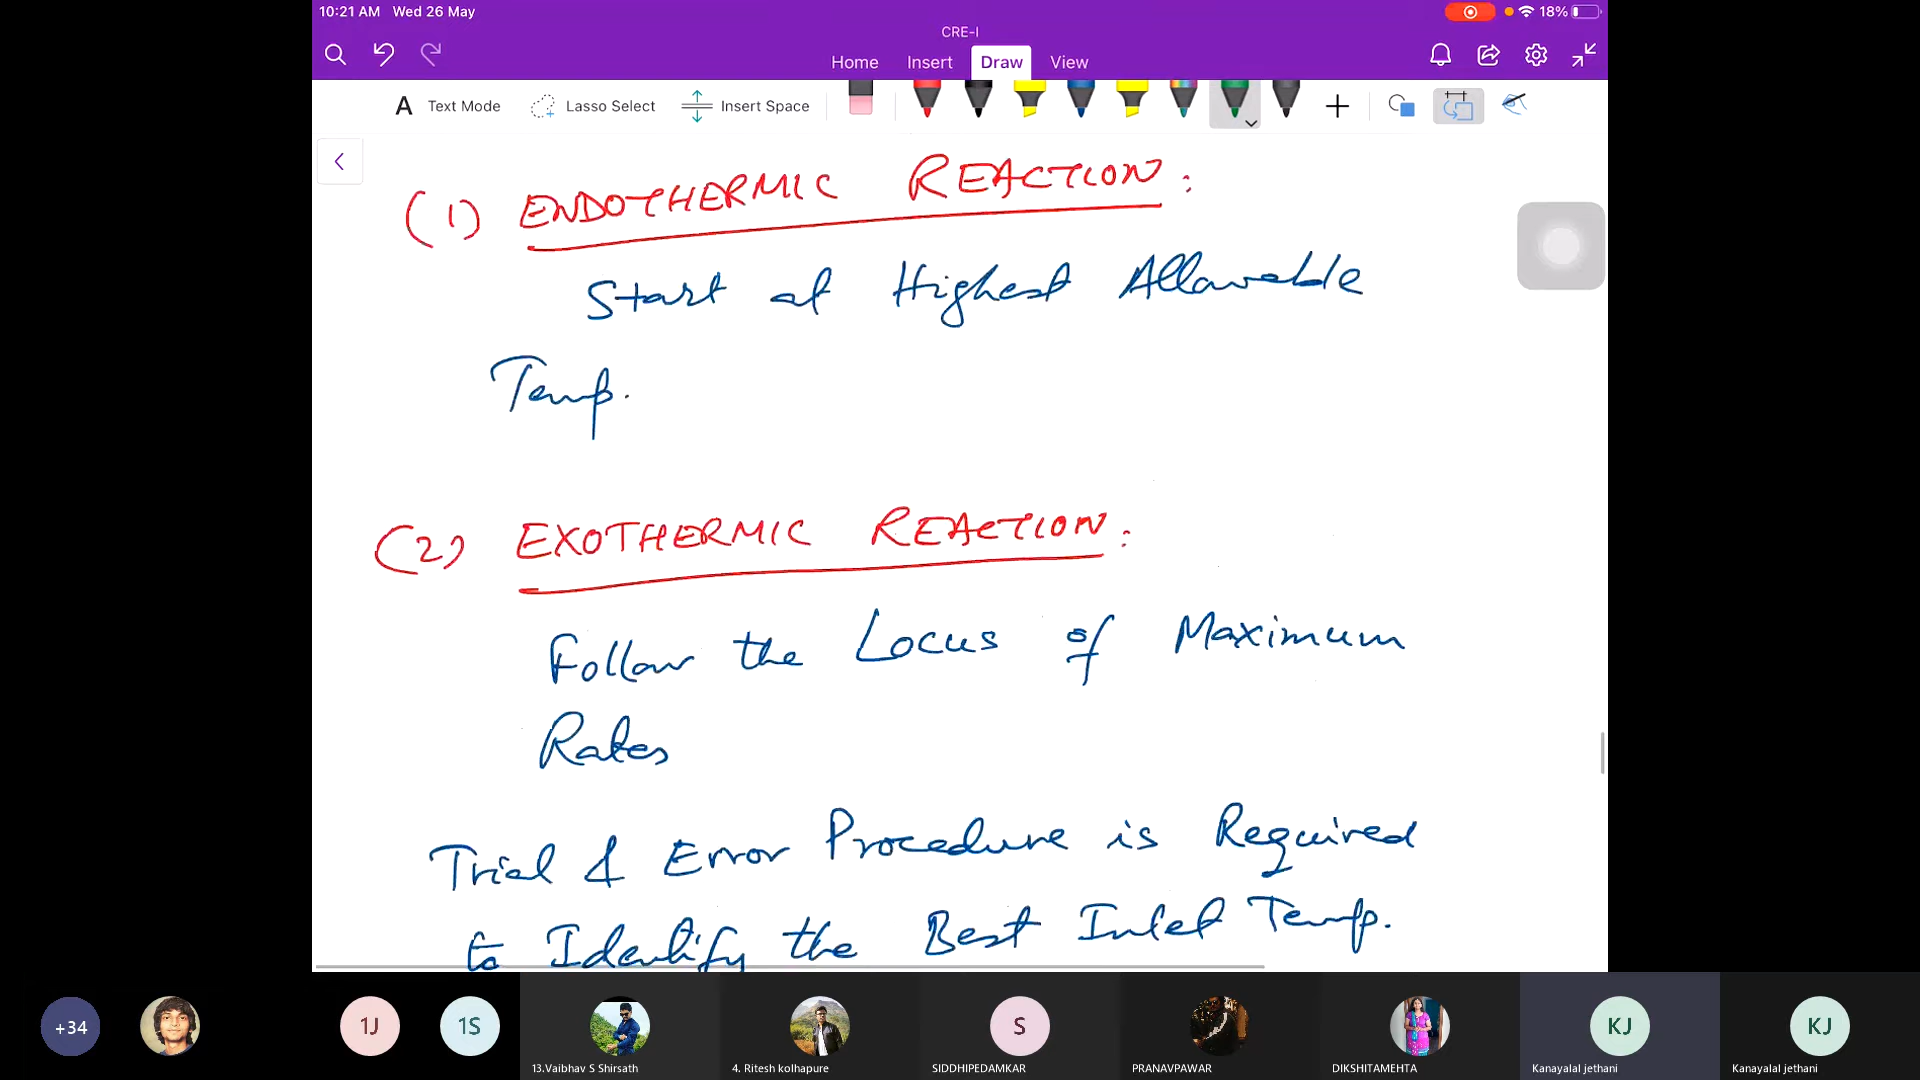 10:21 AM Wed 26 May
18%
CRE-I
Home Insert Draw View
A Text Mode Lasso Select Insert Space
(1) ENDOTHERMIC REACTION:
Start at Highest Allowable
Temp.
(2) EXOTHERMIC REACTION:
Follow the Locus of Maximum
Rates
Trial & Error Procedure is Required
to Identify the Best Inlet Temp.
+34
1J
1S
S
KJ
KJ
13.Vaibhav S Shirsath
4. Ritesh kolhapure
SIDDHIPEDAMKAR
PRANAVPAWAR
DIKSHITAMEHTA
Kanayalal jethani
Kanayalal jethani